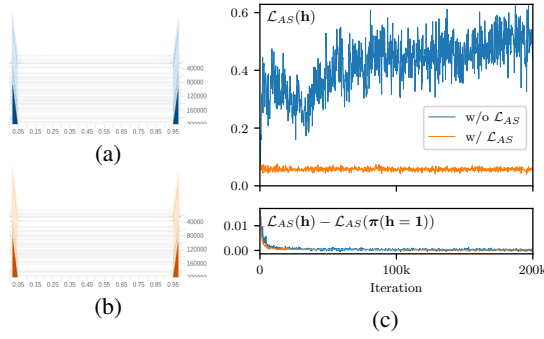 40000
80000
120000
160000
200000
0.05 0.15 0.25 0.35 0.45 0.55 0.65 0.75 0.85 0.95
(a)
40000
80000
120000
160000
200000
0.05 0.15 0.25 0.35 0.45 0.55 0.65 0.75 0.85 0.95
(b)
ℒ_AS(𝐡)
0.6
0.4
0.2
0.0
w/o ℒ_AS
w/ ℒ_AS
ℒ_AS(𝐡) − ℒ_AS(𝝅(𝐡 = 𝟏))
0.01
0.00
0 100k 200k
Iteration
(c)